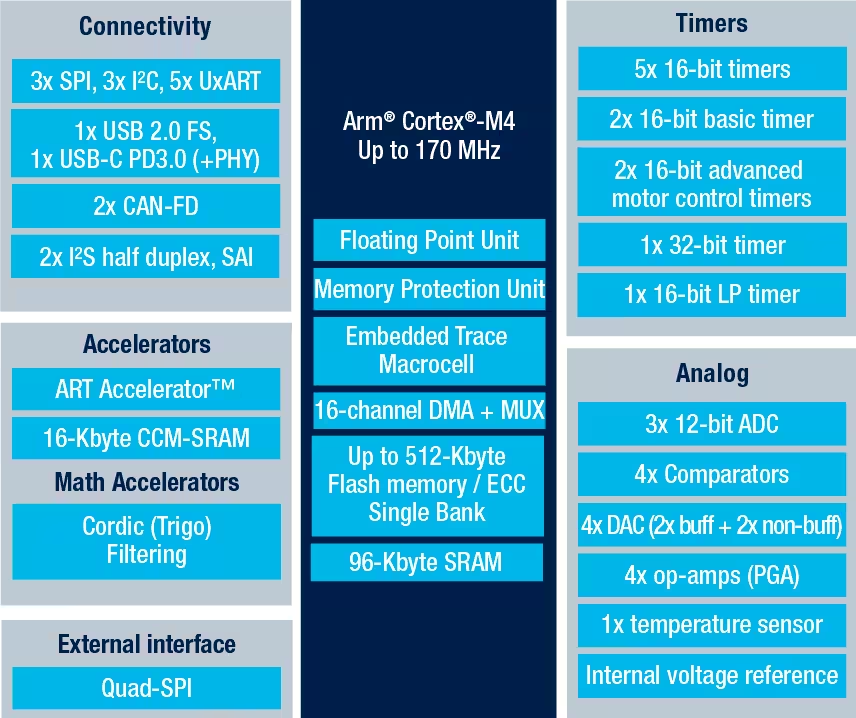 Connectivity
3x SPI, 3x I²C, 5x UxART
1x USB 2.0 FS,
1x USB-C PD3.0 (+PHY)
2x CAN-FD
2x I²S half duplex, SAI
Accelerators
ART Accelerator™
16-Kbyte CCM-SRAM
Math Accelerators
Cordic (Trigo)
Filtering
External interface
Quad-SPI
Arm® Cortex®-M4
Up to 170 MHz
Floating Point Unit
Memory Protection Unit
Embedded Trace
Macrocell
16-channel DMA + MUX
Up to 512-Kbyte
Flash memory / ECC
Single Bank
96-Kbyte SRAM
Timers
5x 16-bit timers
2x 16-bit basic timer
2x 16-bit advanced
motor control timers
1x 32-bit timer
1x 16-bit LP timer
Analog
3x 12-bit ADC
4x Comparators
4x DAC (2x buff + 2x non-buff)
4x op-amps (PGA)
1x temperature sensor
Internal voltage reference